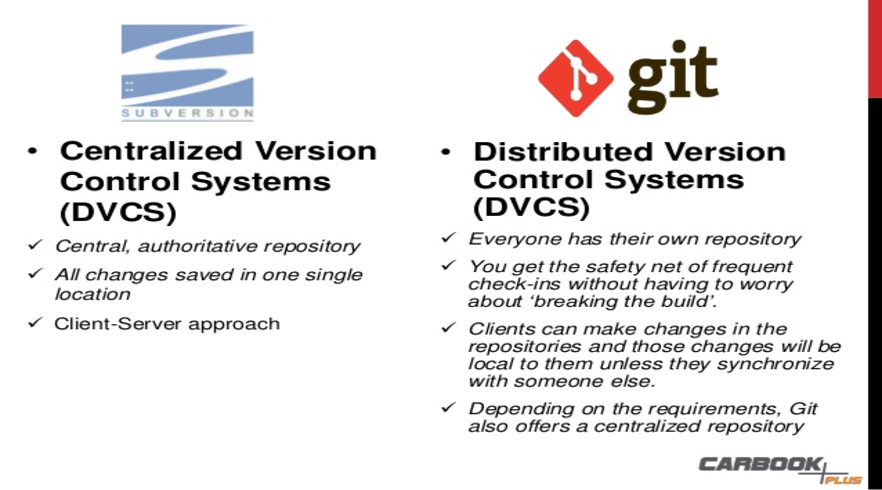 SUBVERSION
• Centralized Version
Control Systems
(DVCS)
✓ Central, authoritative repository
✓ All changes saved in one single
location
✓ Client-Server approach
git
• Distributed Version
Control Systems
(DVCS)
✓ Everyone has their own repository
✓ You get the safety net of frequent
check-ins without having to worry
about ‘breaking the build’.
✓ Clients can make changes in the
repositories and those changes will be
local to them unless they synchronize
with someone else.
✓ Depending on the requirements, Git
also offers a centralized repository
CARBOOK
PLUS